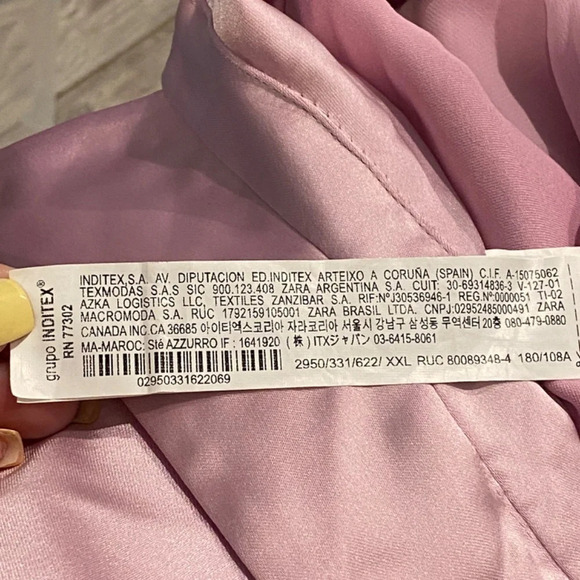 grupo INDITEX®
RN 77302
INDITEX,S.A. AV. DIPUTACION ED.INDITEX ARTEIXO A CORUÑA (SPAIN) C.I.F. A-15075062
TEXMODAS S.A.S SIC 900.123.408 ZARA ARGENTINA S.A. CUIT: 30-69314836-3 V-127-01
AZKA LOGISTICS LLC, TEXTILES ZANZIBAR S.A. RIF:NºJ30536946-1 REG.Nº:0000051 TI-02
MACROMODA S.A. RUC 1792159105001 ZARA BRASIL LTDA. CNPJ:02952485000491 ZARA
CANADA INC.CA 36685 아이티엑스코리아 자라코리아 서울시 강남구 삼성동 무역센터 20층 080-479-0880
MA-MAROC: Sté AZZURRO IF : 1641920 (株) ITXジャパン 03-6415-8061
2950/331/622/ XXL RUC 80089348-4 180/108A
02950331622069